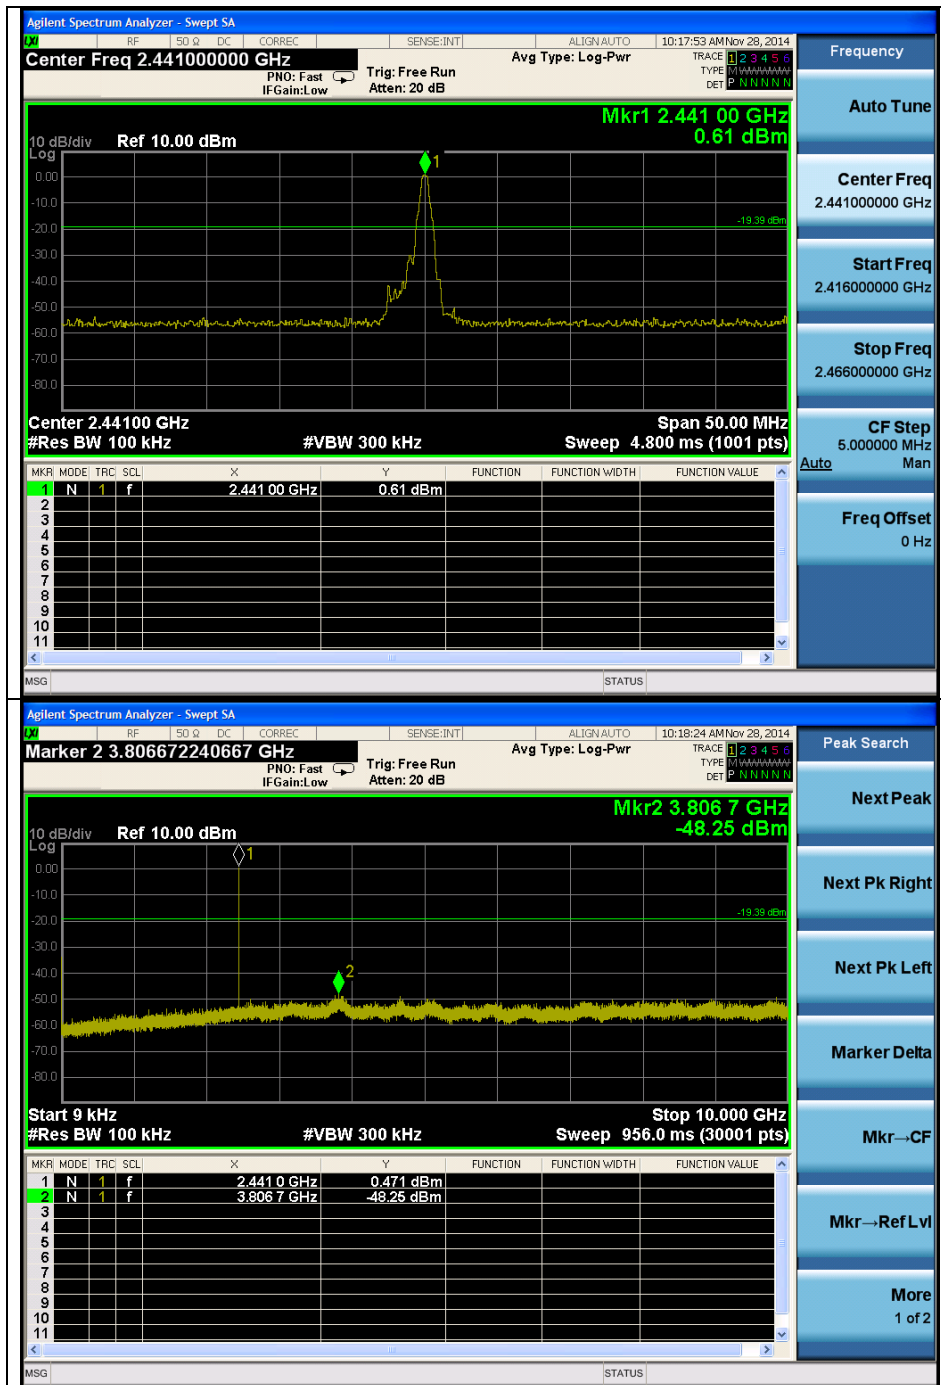 Agilent Spectrum Analyzer - Swept SA
LXI RF 50 Ω DC CORREC SENSE:INT ALIGN AUTO 10:17:53 AM Nov 28, 2014
Center Freq 2.441000000 GHz
PNO: Fast
IFGain:Low
Trig: Free Run
Atten: 20 dB
Avg Type: Log-Pwr
TRACE 1 2 3 4 5 6
TYPE M
DET P N N N N N
Mkr1 2.441 00 GHz
0.61 dBm
10 dB/div
Log
Ref 10.00 dBm
1
0.00
-10.0
-19.39 dBm
-20.0
-30.0
-40.0
-50.0
-60.0
-70.0
-80.0
Center 2.44100 GHz
Span 50.00 MHz
#Res BW 100 kHz
#VBW 300 kHz
Sweep 4.800 ms (1001 pts)
MKR MODE TRC SCL X Y FUNCTION FUNCTION WIDTH FUNCTION VALUE
1 N 1 f 2.441 00 GHz 0.61 dBm
2
3
4
5
6
7
8
9
10
11
MSG
STATUS
Frequency
Auto Tune
Center Freq
2.441000000 GHz
Start Freq
2.416000000 GHz
Stop Freq
2.466000000 GHz
CF Step
5.000000 MHz
Auto Man
Freq Offset
0 Hz
Agilent Spectrum Analyzer - Swept SA
LXI RF 50 Ω DC CORREC SENSE:INT ALIGN AUTO 10:18:24 AM Nov 28, 2014
Marker 2 3.806672240667 GHz
PNO: Fast
IFGain:Low
Trig: Free Run
Atten: 20 dB
Avg Type: Log-Pwr
TRACE 1 2 3 4 5 6
TYPE M
DET P N N N N N
Mkr2 3.806 7 GHz
-48.25 dBm
10 dB/div
Log
Ref 10.00 dBm
1
0.00
-10.0
-19.39 dBm
-20.0
-30.0
2
-40.0
-50.0
-60.0
-70.0
-80.0
Start 9 kHz
Stop 10.000 GHz
#Res BW 100 kHz
#VBW 300 kHz
Sweep 956.0 ms (30001 pts)
MKR MODE TRC SCL X Y FUNCTION FUNCTION WIDTH FUNCTION VALUE
1 N 1 f 2.441 0 GHz 0.471 dBm
2 N 1 f 3.806 7 GHz -48.25 dBm
3
4
5
6
7
8
9
10
11
MSG
STATUS
Peak Search
Next Peak
Next Pk Right
Next Pk Left
Marker Delta
Mkr→CF
Mkr→Ref Lvl
More
1 of 2